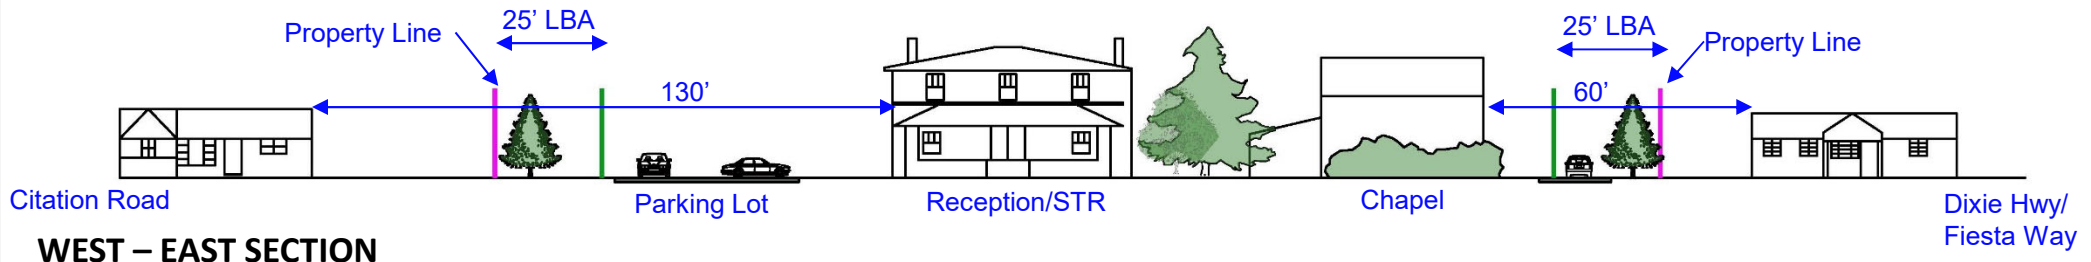 25’ LBA
Property Line
130’
25’ LBA
Property Line
60’
Citation Road
Parking Lot
Reception/STR
Chapel
Dixie Hwy/
Fiesta Way
WEST – EAST SECTION